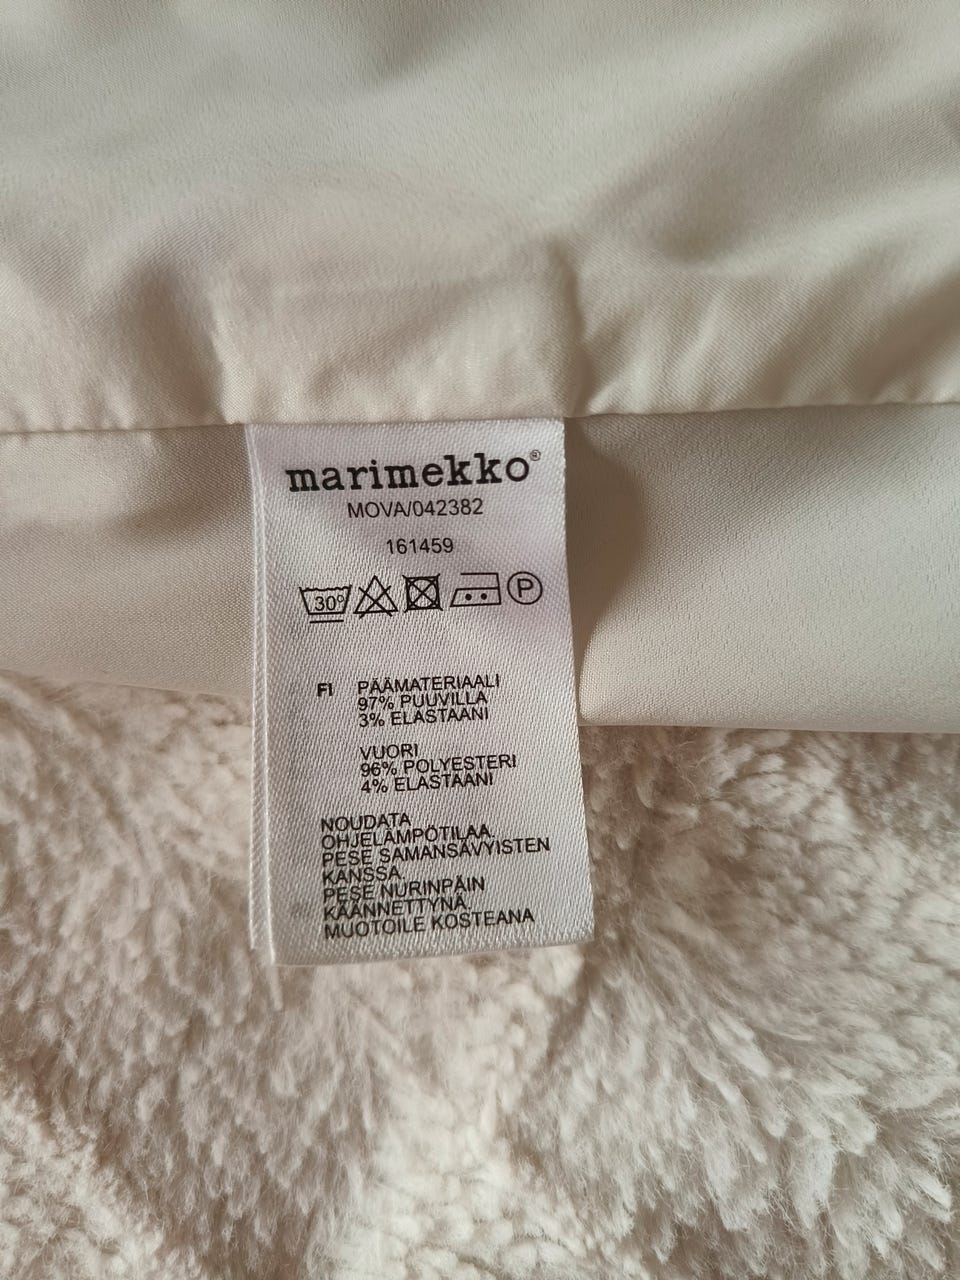 marimekko®
MOVA/042382
161459
30° P
FI PÄÄMATERIAALI
97% PUUVILLA
3% ELASTAANI
VUORI
96% POLYESTERI
4% ELASTAANI
NOUDATA
OHJELÄMPÖTILAA.
PESE SAMANSÄVYISTEN
KANSSA.
PESE NURINPÄIN
KÄÄNNETTYNÄ.
MUOTOILE KOSTEANA